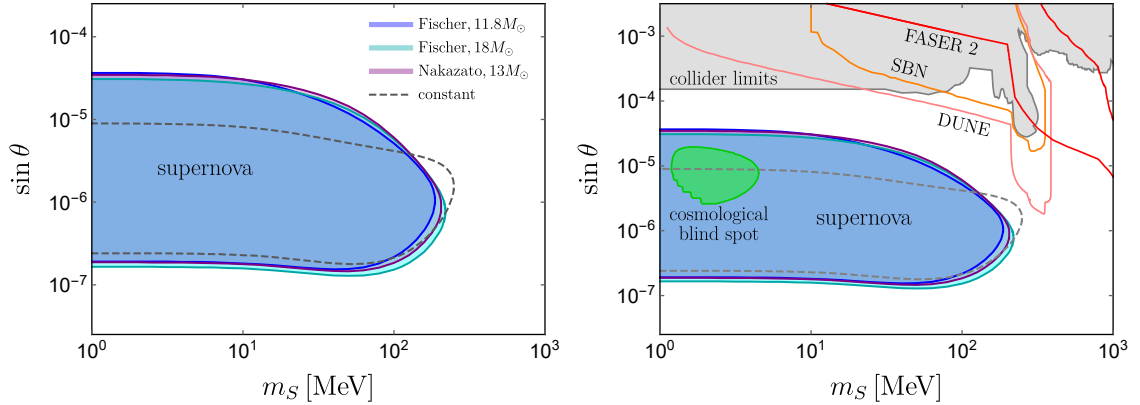 10⁻⁴
10⁻⁵
10⁻⁶
10⁻⁷
sin θ
Fischer, 11.8M⊙
Fischer, 18M⊙
Nakazato, 13M⊙
constant
supernova
10⁰ 10¹ 10² 10³
m_S [MeV]
10⁻³
10⁻⁴
10⁻⁵
10⁻⁶
10⁻⁷
sin θ
FASER 2
SBN
collider limits
DUNE
cosmological
blind spot
supernova
10⁰ 10¹ 10² 10³
m_S [MeV]